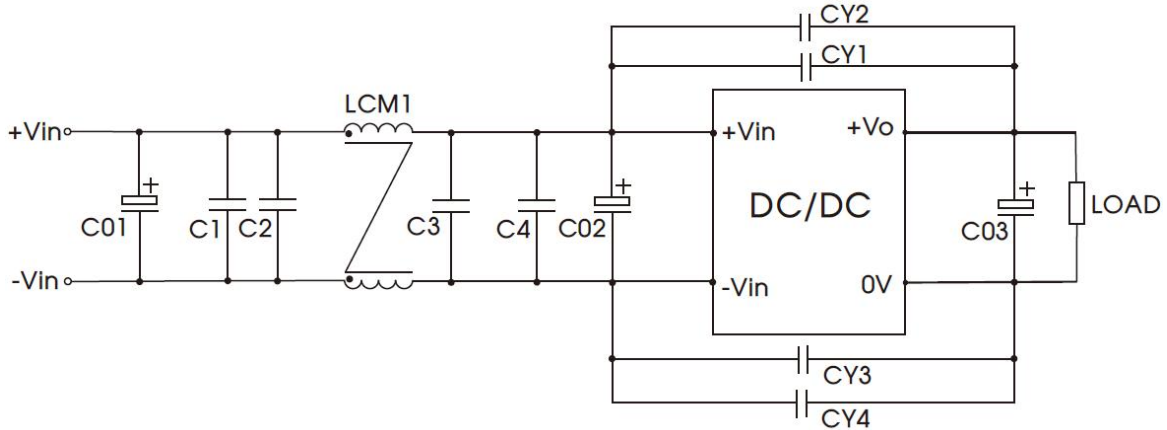 CY2
CY1
LCM1
+Vin
+Vin
+Vo
+
+
+
DC/DC
LOAD
C01
C1
C2
C3
C4
C02
C03
-Vin
-Vin
0V
CY3
CY4